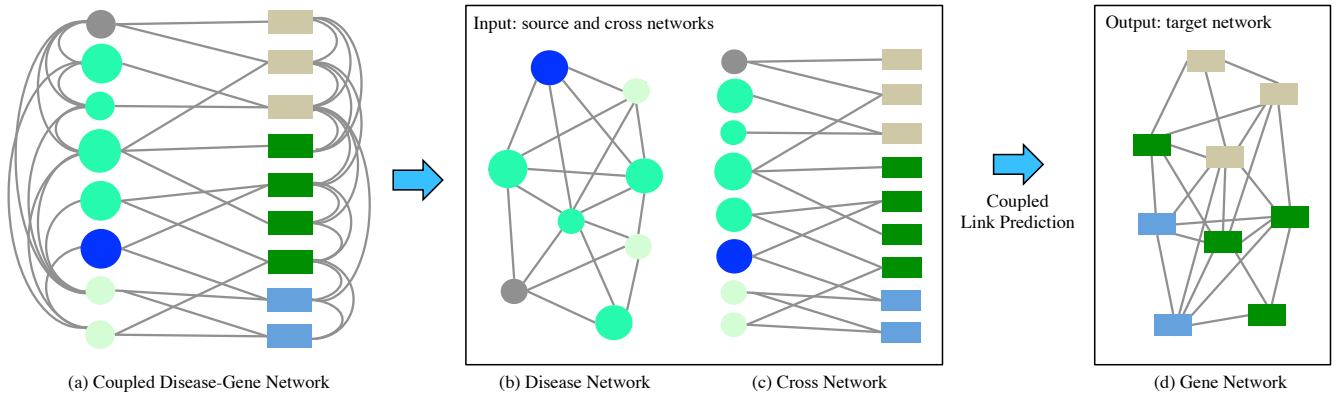 Input: source and cross networks
Output: target network
Coupled
Link Prediction
(a) Coupled Disease-Gene Network
(b) Disease Network
(c) Cross Network
(d) Gene Network